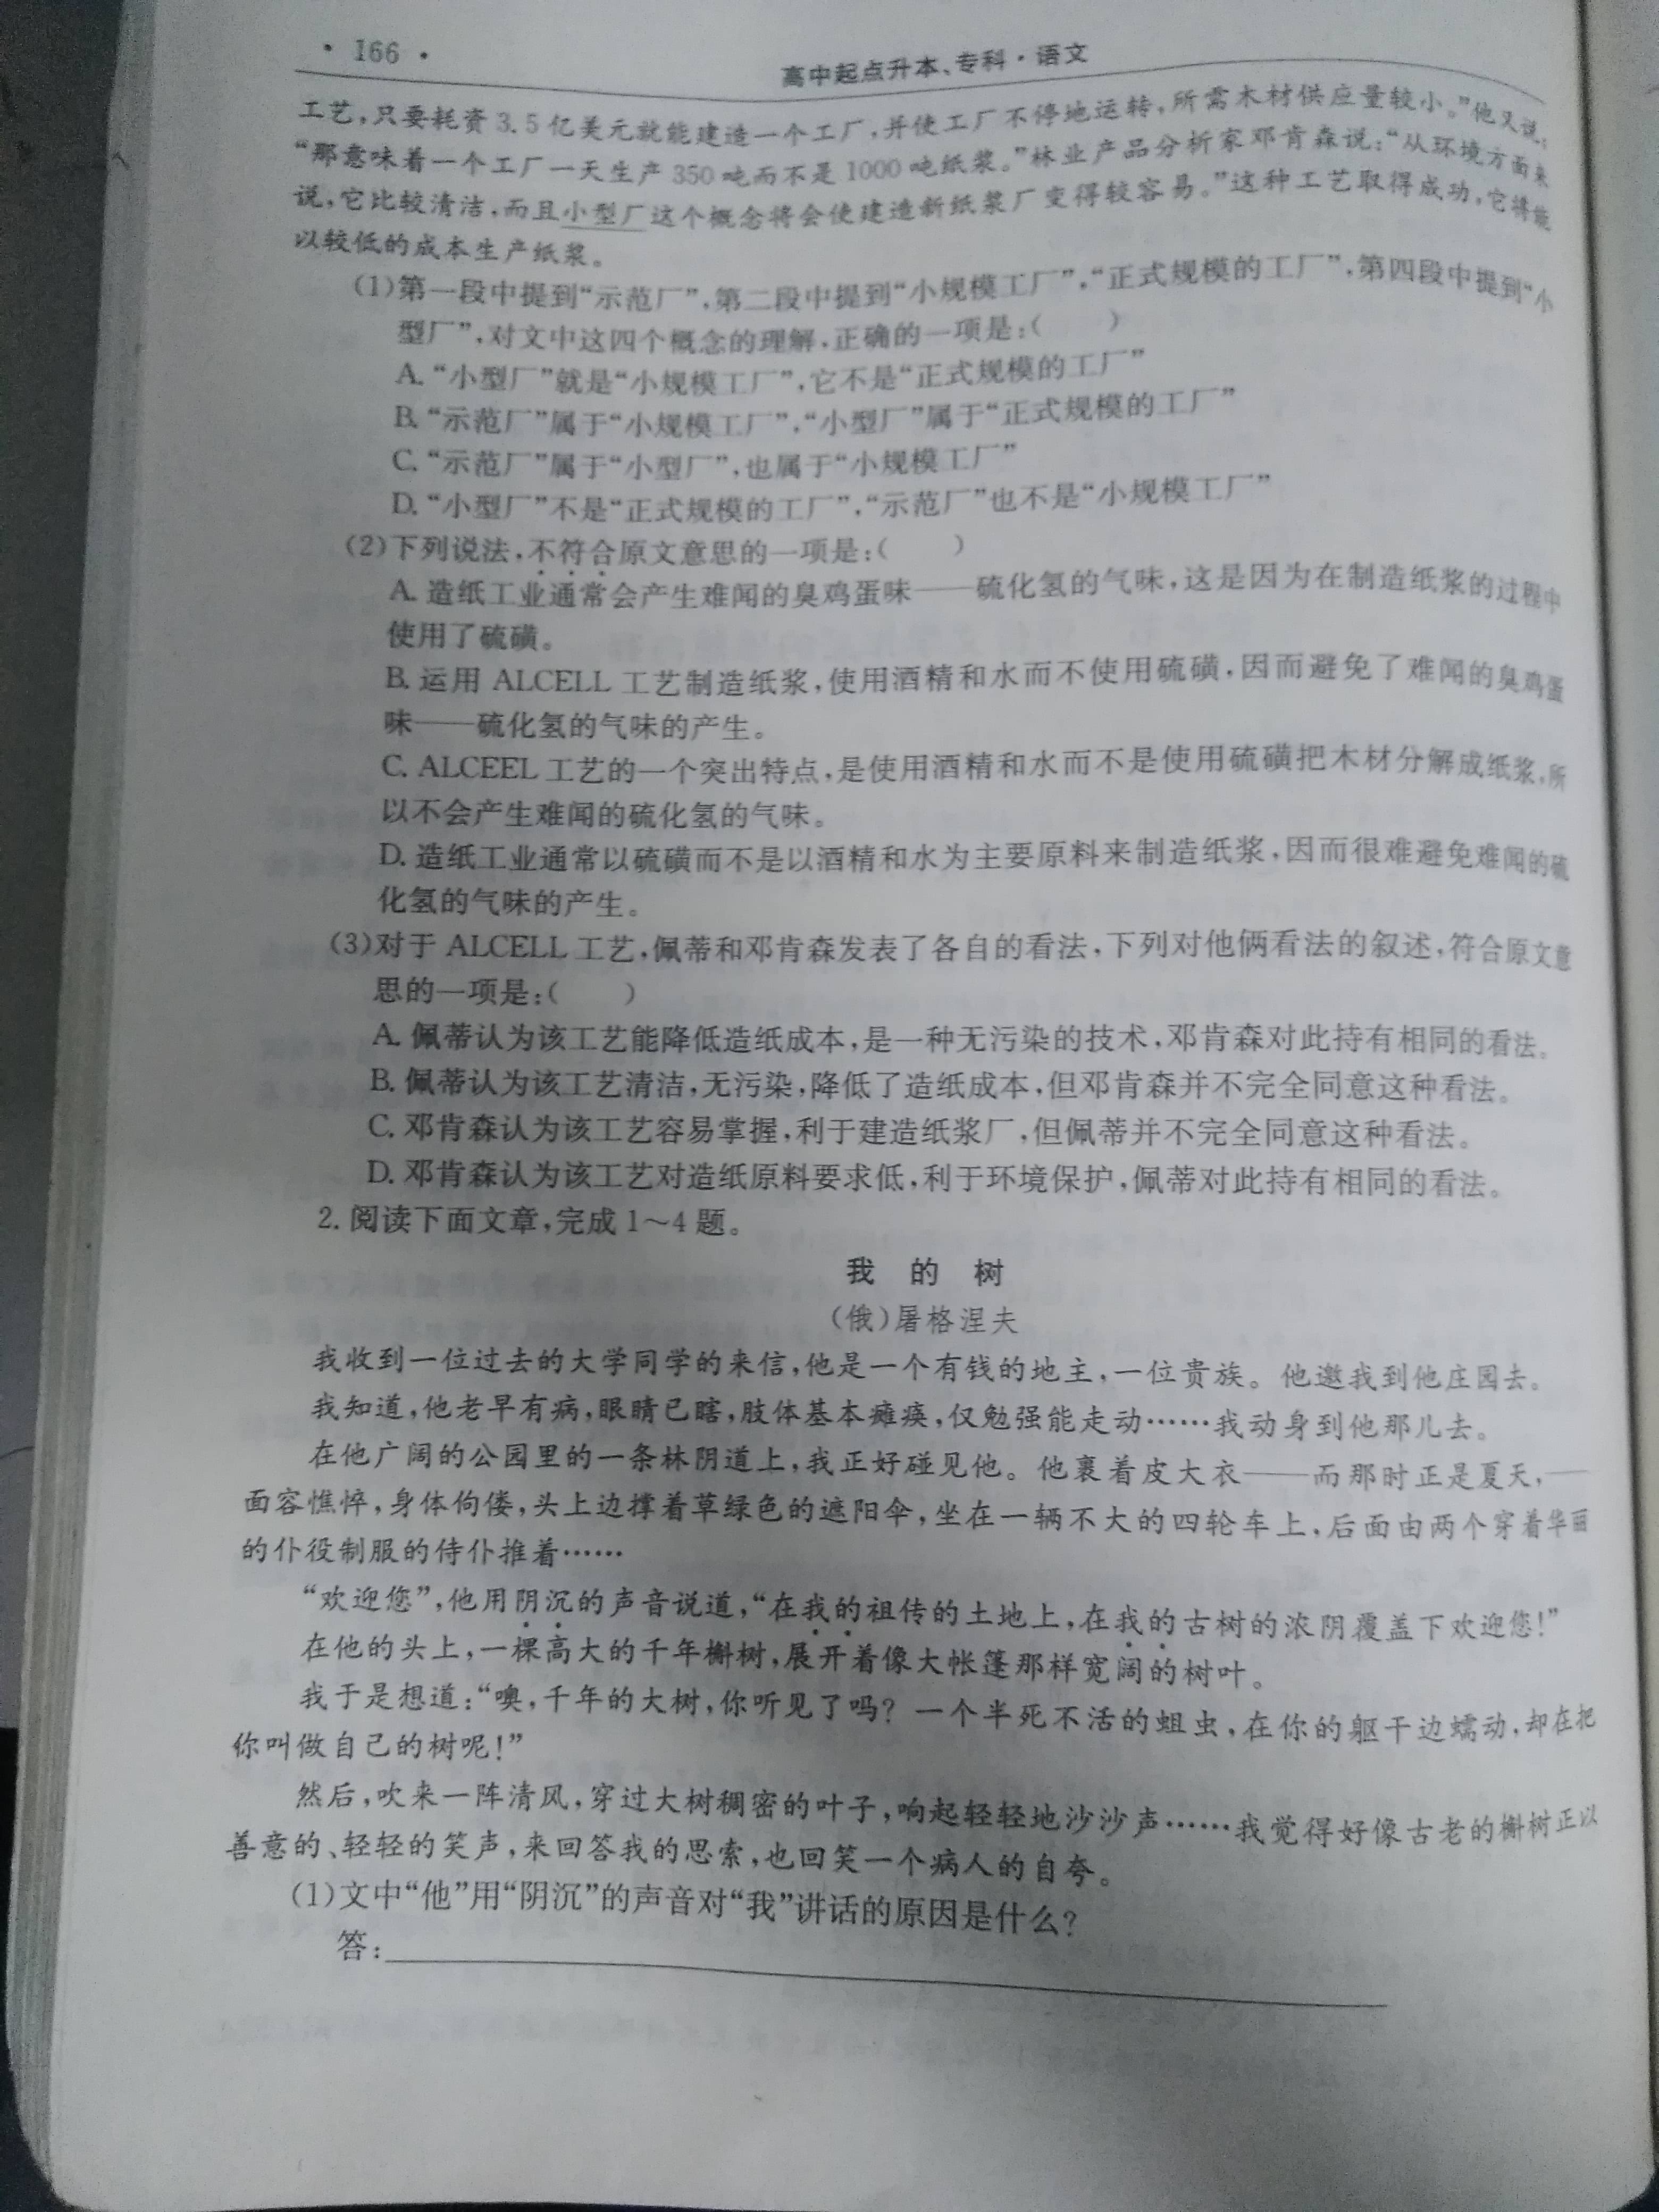 · 166 ·
高中起点升本、专科·语文
工艺,只要耗资3.5亿美元就能建造一个工厂,并使工厂不停地运转,所需木材供应量较小。”他又说:
“那意味着一个工厂一天生产350吨而不是1000吨纸浆。”林业产品分析家邓肯森说:“从环境方面来
说,它比较清洁,而且小型厂这个概念将会使建造新纸浆厂变得较容易。”这种工艺取得成功,它将能
以较低的成本生产纸浆。
(1)第一段中提到“示范厂”,第二段中提到“小规模工厂”,“正式规模的工厂”,第四段中提到“小
型厂”,对文中这四个概念的理解,正确的一项是:( )
A.“小型厂”就是“小规模工厂”,它不是“正式规模的工厂”
B.“示范厂”属于“小规模工厂”,“小型厂”属于“正式规模的工厂”
C.“示范厂”属于“小型厂”,也属于“小规模工厂”
D.“小型厂”不是“正式规模的工厂”,“示范厂”也不是“小规模工厂”
(2)下列说法,不符合原文意思的一项是:( )
A. 造纸工业通常会产生难闻的臭鸡蛋味——硫化氢的气味,这是因为在制造纸浆的过程中
使用了硫磺。
B. 运用 ALCELL 工艺制造纸浆,使用酒精和水而不使用硫磺,因而避免了难闻的臭鸡蛋
味——硫化氢的气味的产生。
C. ALCEEL 工艺的一个突出特点,是使用酒精和水而不是使用硫磺把木材分解成纸浆,所
以不会产生难闻的硫化氢的气味。
D. 造纸工业通常以硫磺而不是以酒精和水为主要原料来制造纸浆,因而很难避免难闻的硫
化氢的气味的产生。
(3)对于 ALCELL 工艺,佩蒂和邓肯森发表了各自的看法,下列对他俩看法的叙述,符合原文意
思的一项是:( )
A. 佩蒂认为该工艺能降低造纸成本,是一种无污染的技术,邓肯森对此持有相同的看法。
B. 佩蒂认为该工艺清洁,无污染,降低了造纸成本,但邓肯森并不完全同意这种看法。
C. 邓肯森认为该工艺容易掌握,利于建造纸浆厂,但佩蒂并不完全同意这种看法。
D. 邓肯森认为该工艺对造纸原料要求低,利于环境保护,佩蒂对此持有相同的看法。
2. 阅读下面文章,完成1～4题。
我 的 树
(俄)屠格涅夫
我收到一位过去的大学同学的来信,他是一个有钱的地主,一位贵族。他邀我到他庄园去。
我知道,他老早有病,眼睛已瞎,肢体基本瘫痪,仅勉强能走动……我动身到他那儿去。
在他广阔的公园里的一条林阴道上,我正好碰见他。他裹着皮大衣——而那时正是夏天,——
面容憔悴,身体佝偻,头上边撑着草绿色的遮阳伞,坐在一辆不大的四轮车上,后面由两个穿着华丽
的仆役制服的侍仆推着……
“欢迎您”,他用阴沉的声音说道,“在我的祖传的土地上,在我的古树的浓阴覆盖下欢迎您!”
在他的头上,一棵高大的千年槲树,展开着像大帐篷那样宽阔的树叶。
我于是想道:“噢,千年的大树,你听见了吗?一个半死不活的蛆虫,在你的躯干边蠕动,却在把
你叫做自己的树呢!”
然后,吹来一阵清风,穿过大树稠密的叶子,响起轻轻地沙沙声……我觉得好像古老的槲树正以
善意的、轻轻的笑声,来回答我的思索,也回笑一个病人的自夸。
(1)文中“他”用“阴沉”的声音对“我”讲话的原因是什么?
答: